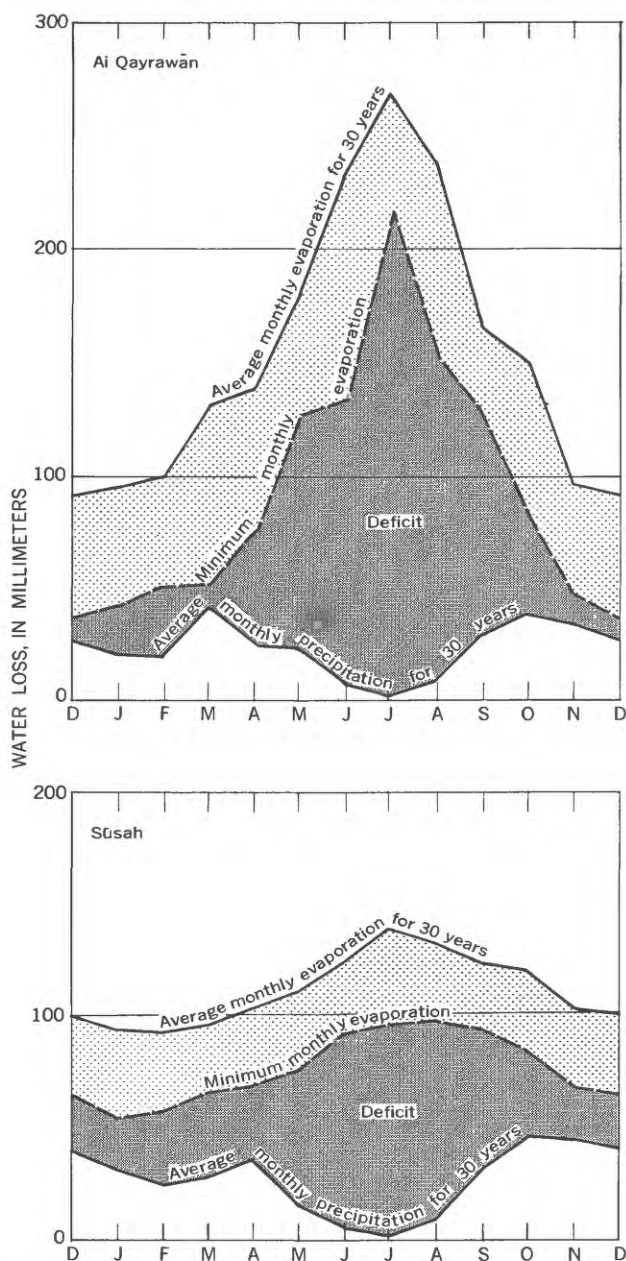 WATER LOSS, IN MILLIMETERS
300
Ai Qayrawān
200
100
0
Average monthly evaporation for 30 years
Minimum monthly evaporation
Deficit
Average monthly precipitation for 30 years
D J F M A M J J A S O N D
200
Sūsah
100
0
Average monthly evaporation for 30 years
Minimum monthly evaporation
Deficit
Average monthly precipitation for 30 years
D J F M A M J J A S O N D